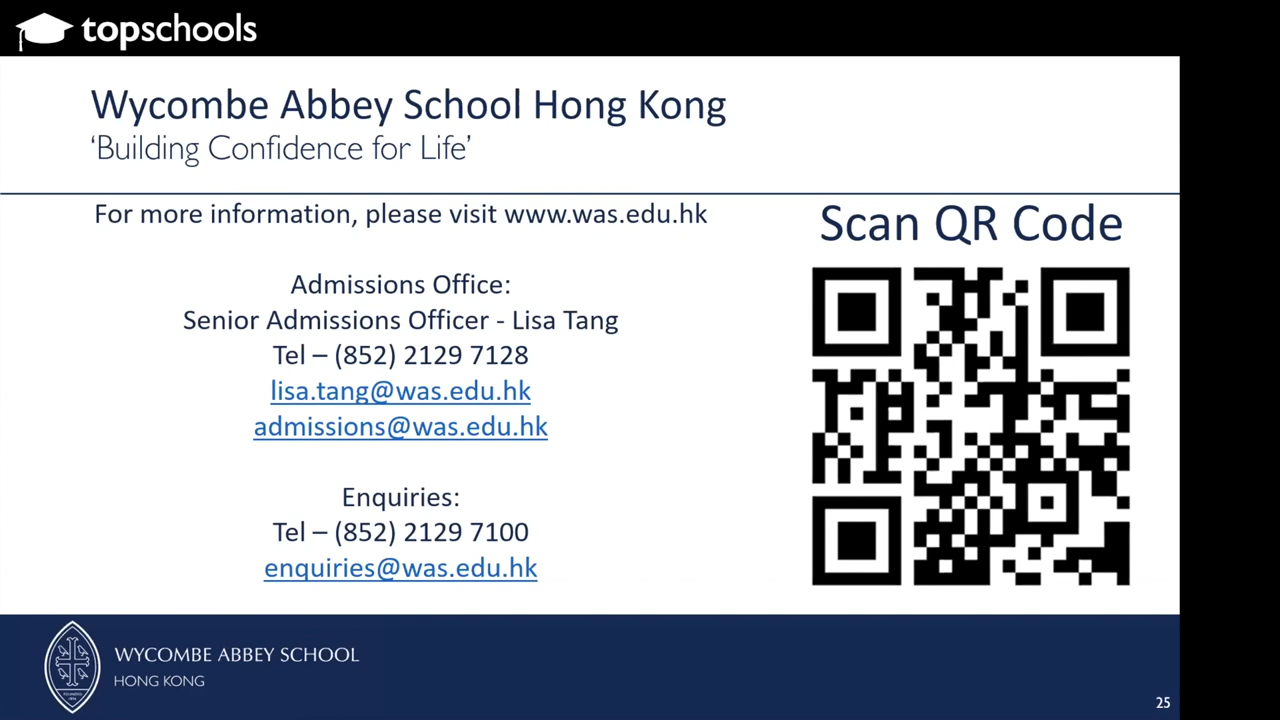 topschools
Wycombe Abbey School Hong Kong
‘Building Confidence for Life’
For more information, please visit www.was.edu.hk
Scan QR Code
Admissions Office:
Senior Admissions Officer - Lisa Tang
Tel – (852) 2129 7128
lisa.tang@was.edu.hk
admissions@was.edu.hk
Enquiries:
Tel – (852) 2129 7100
enquiries@was.edu.hk
WYCOMBE ABBEY SCHOOL
HONG KONG
25